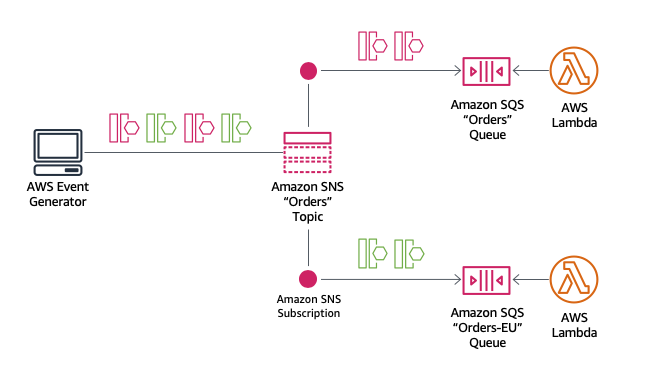 Amazon SQS
“Orders”
Queue
AWS
Lambda
AWS Event
Generator
Amazon SNS
“Orders”
Topic
Amazon SNS
Subscription
Amazon SQS
“Orders-EU”
Queue
AWS
Lambda